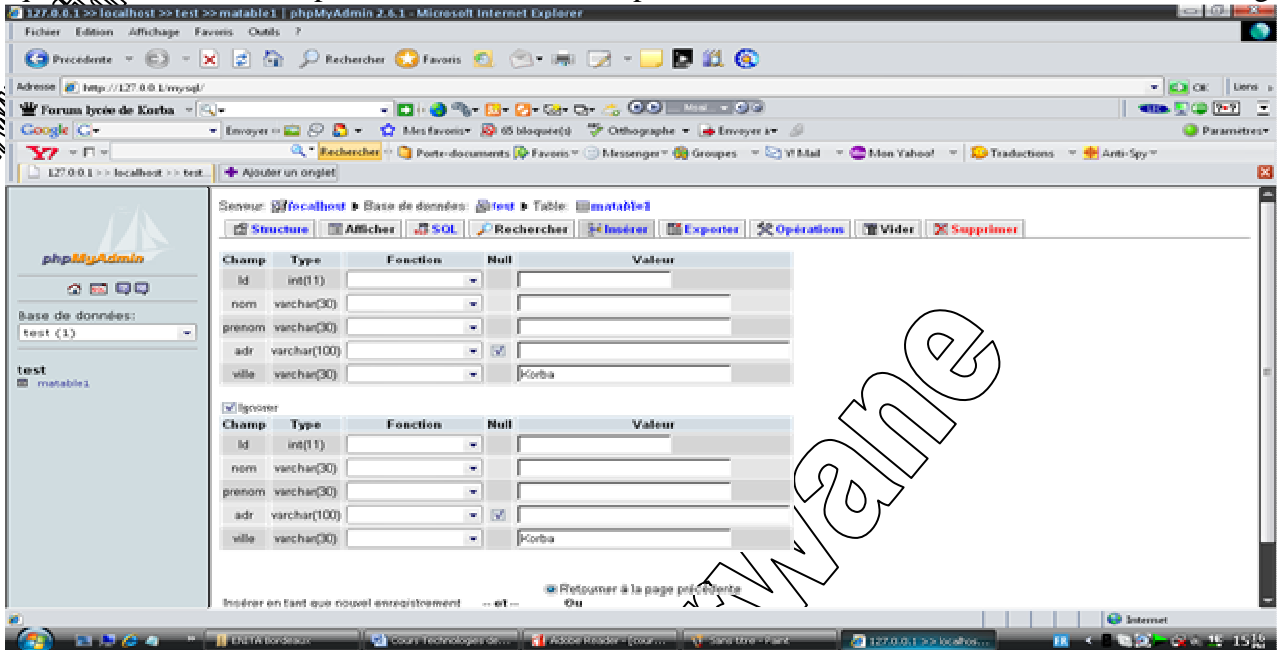 127.0.0.1 >> localhost >> test >> matable1 | phpMyAdmin 2.6.1 - Microsoft Internet Explorer
Fichier Edition Affichage Favoris Outils ?
Précédente Rechercher Favoris
Adresse http://127.0.0.1/mysql/ OK Liens
Forum lycée de Korba
Google G Envoyer Mes favoris 65 bloquée(s) Orthographe Envoyer à Paramètres
Y7 Rechercher Porte-documents Favoris Messenger Groupes Y! Mail Mon Yahoo! Traductions Anti-Spy
127.0.0.1 >> localhost >> test... Ajouter un onglet
Serveur: localhost Base de données: test Table: matable1
Structure Afficher SQL Rechercher Insérer Exporter Opérations Vider Supprimer
phpMyAdmin
Base de données:
test (1)
test
matable1
Champ Type Fonction Null Valeur
Id int(11)
nom varchar(30)
prenom varchar(30)
adr varchar(100)
ville varchar(30) Korba
Ignorer
Champ Type Fonction Null Valeur
Id int(11)
nom varchar(30)
prenom varchar(30)
adr varchar(100)
ville varchar(30) Korba
Retourner à la page précédente
Insérer en tant que nouvel enregistrement -- et -- Ou
wane
Internet
ENITA Bordeaux Cours Technologies de... Adobe Reader - [cour... Sans titre - Paint 127.0.0.1 >> localhos... FR